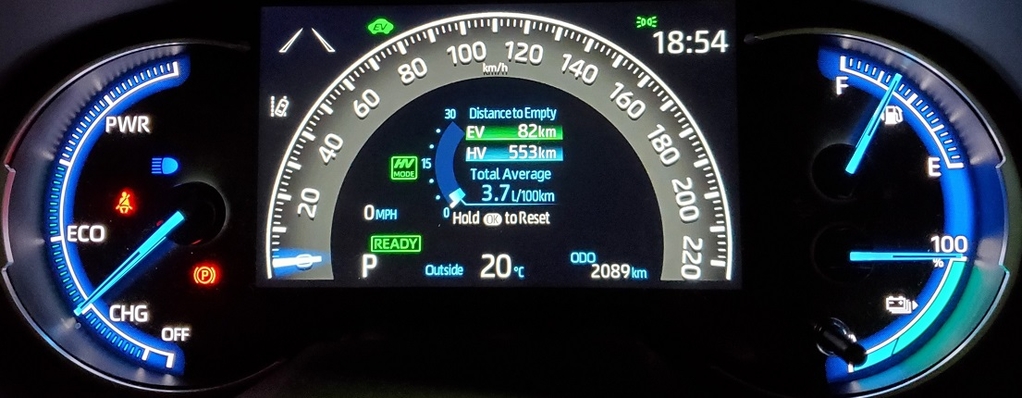 PWR
ECO
CHG
OFF
P
EV
18:54
0
20
40
60
80
100
120
140
160
180
200
220
km/h
30
15
0
Distance to Empty
EV 82km
HV 553km
HV
MODE
Total Average
3.7L/100km
Hold OK to Reset
0MPH
READY
P
Outside 20°C
ODO
2089km
F
E
100
%